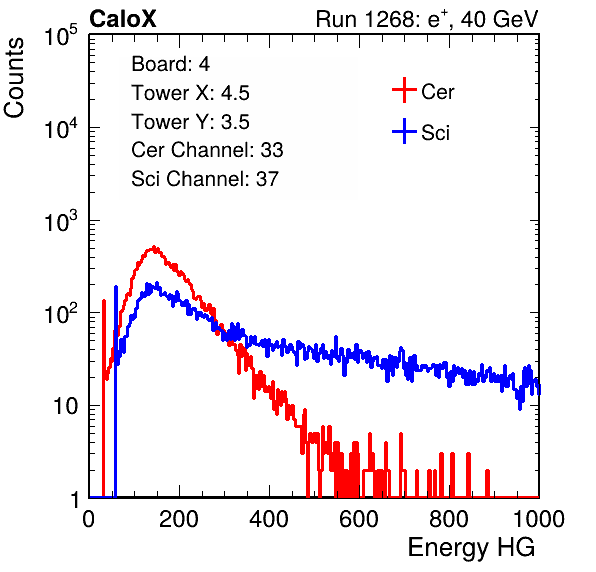 CaloX
Run 1268: e+, 40 GeV
Counts
10^5
10^4
10^3
10^2
10
1
Board: 4
Tower X: 4.5
Tower Y: 3.5
Cer Channel: 33
Sci Channel: 37
Cer
Sci
0 200 400 600 800 1000
Energy HG